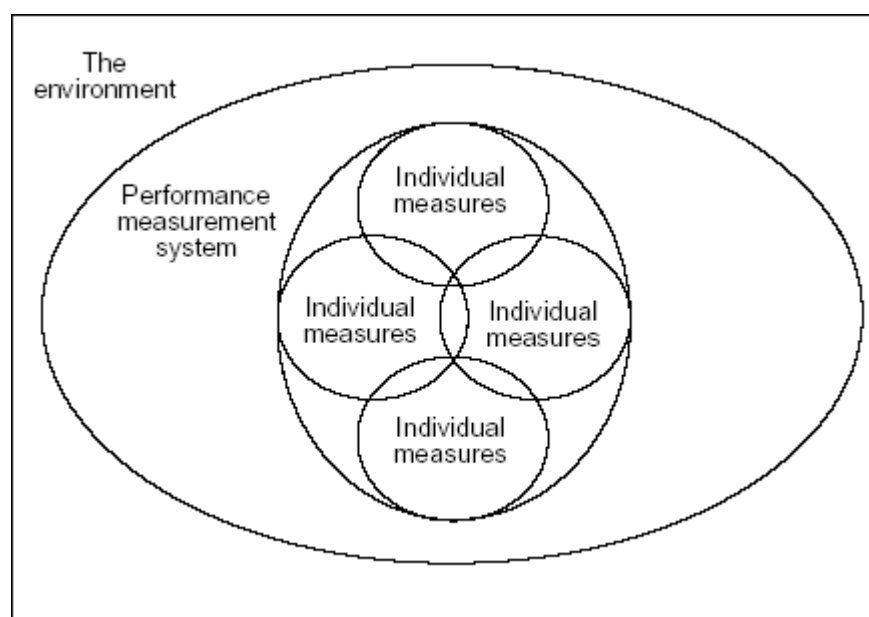 The
environment
Performance
measurement
system
Individual
measures
Individual
measures
Individual
measures
Individual
measures